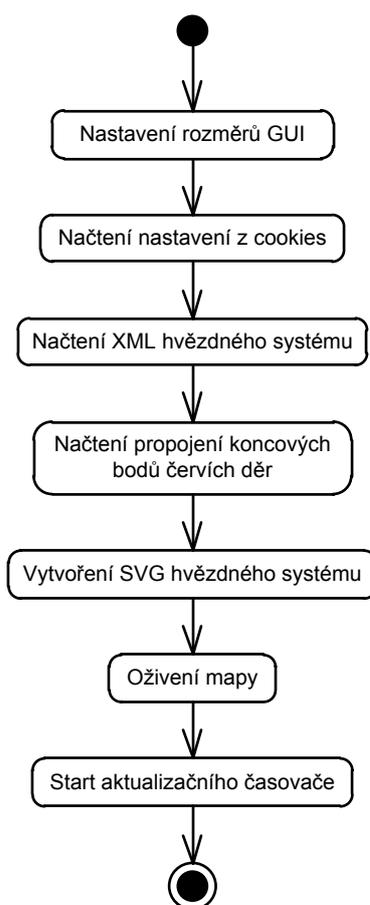 Nastavení rozměrů GUI
Načtení nastavení z cookies
Načtení XML hvězdného systému
Načtení propojení koncových
bodů červích děr
Vytvoření SVG hvězdného systému
Oživení mapy
Start aktualizačního časovače